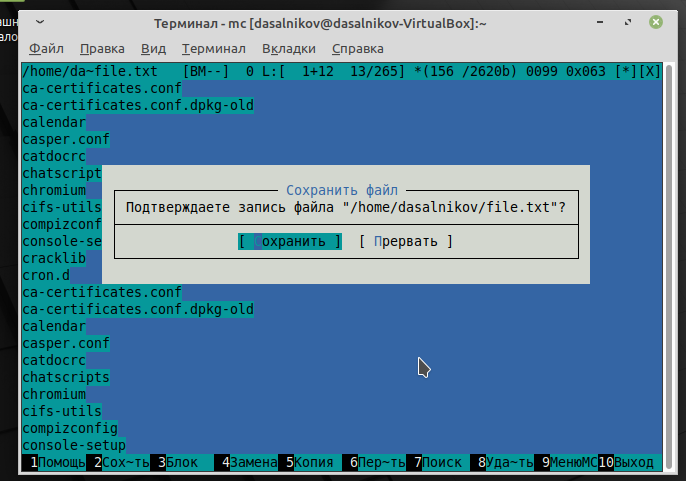 ашн
ало
Терминал - mc [dasalnikov@dasalnikov-VirtualBox]:~
Файл Правка Вид Терминал Вкладки Справка
/home/da~file.txt [BM--] 0 L:[ 1+12 13/265] *(156 /2620b) 0099 0x063 [*][X]
ca-certificates.conf
ca-certificates.conf.dpkg-old
calendar
casper.conf
catdocrc
chatscript
chromium
cifs-utils
compizconf
console-se
cracklib
cron.d
Сохранить файл
Подтверждаете запись файла "/home/dasalnikov/file.txt"?
[ Сохранить ] [ Прервать ]
ca-certificates.conf
ca-certificates.conf.dpkg-old
calendar
casper.conf
catdocrc
chatscripts
chromium
cifs-utils
compizconfig
console-setup
1Помощь 2Сох~ть 3Блок 4Замена 5Копия 6Пер~ть 7Поиск 8Уда~ть 9МенюMC 10Выход